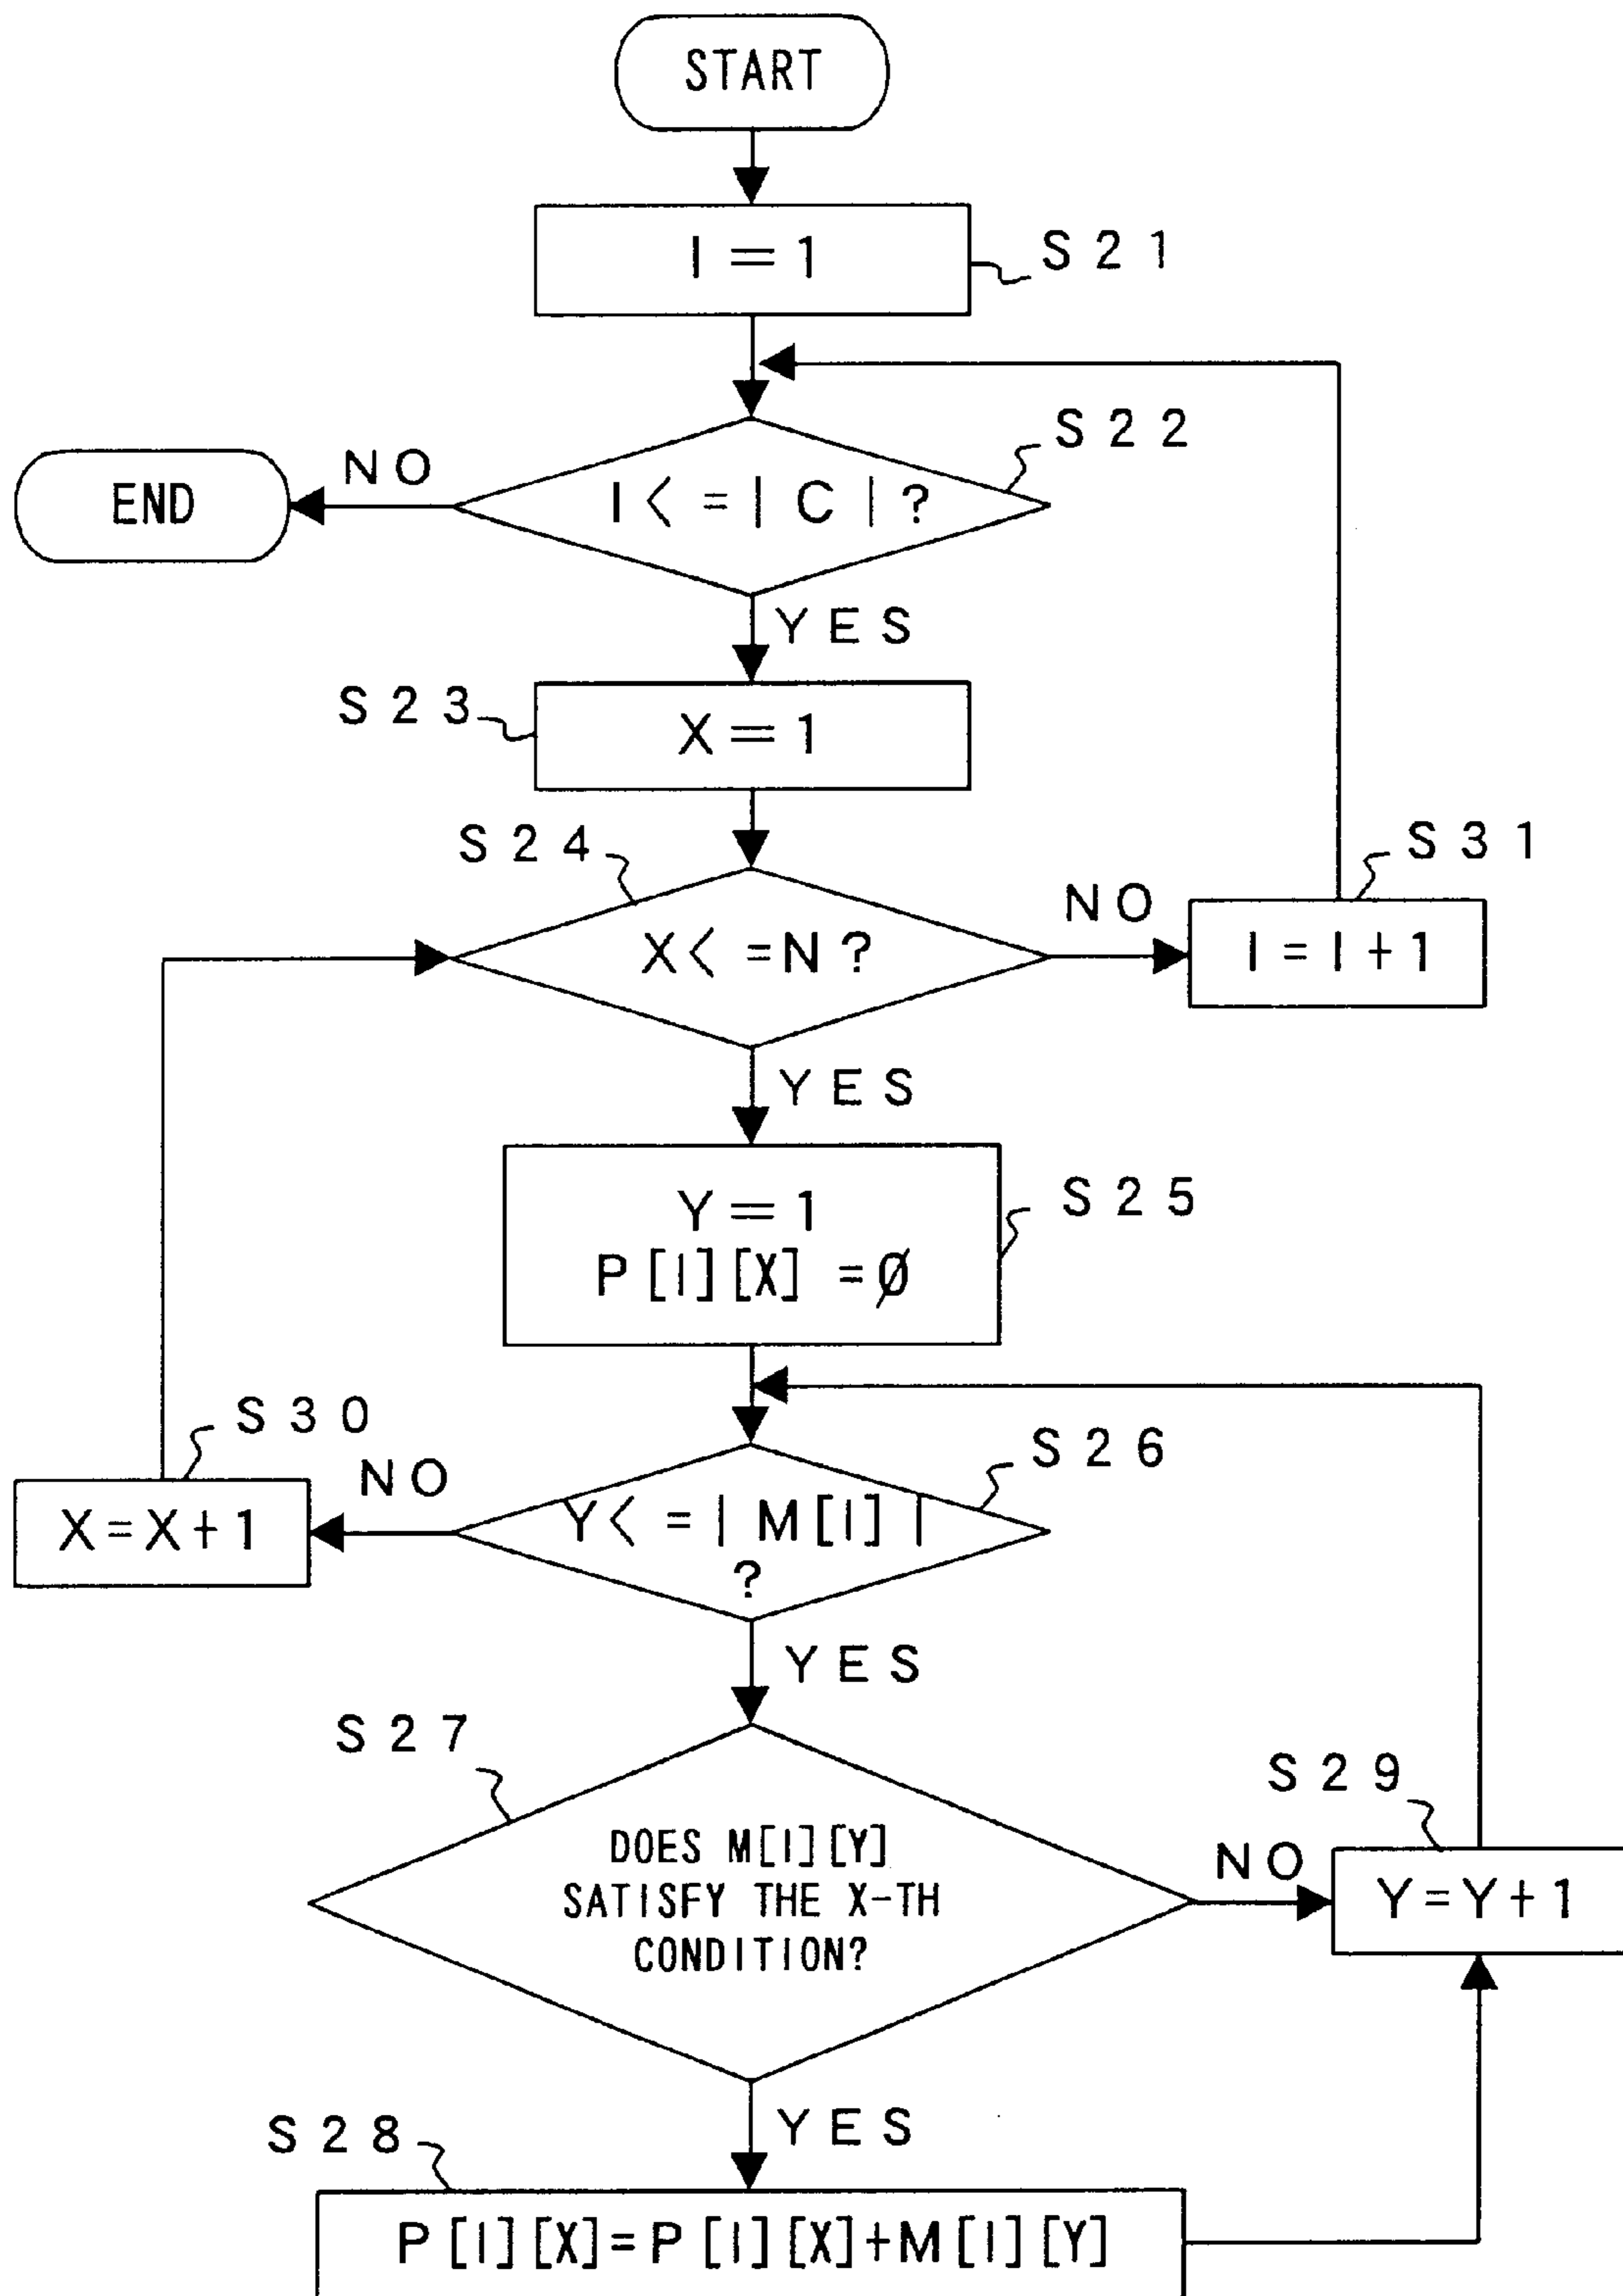 START
I = 1
S21
S22
NO
END
I < = | C | ?
YES
S23
X = 1
S24
S31
NO
X < = N ?
I = I + 1
YES
Y = 1
S25
P [I] [X] = Ø
S30
S26
NO
Y < = | M [I] |
X = X + 1
?
YES
S27
S29
DOES M[I][Y]
NO
SATISFY THE X-TH
Y = Y + 1
CONDITION?
YES
S28
P [I] [X] = P [I] [X] + M [I] [Y]